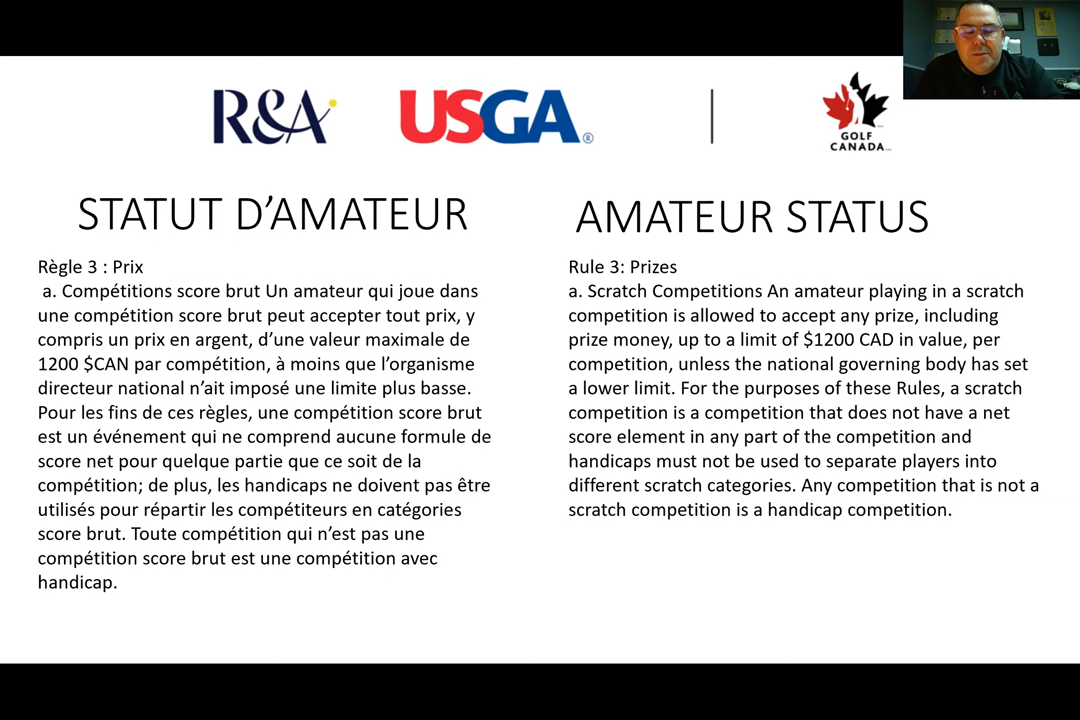 R&A
USGA®
GOLF
CANADA
STATUT D’AMATEUR
Règle 3 : Prix
a. Compétitions score brut Un amateur qui joue dans
une compétition score brut peut accepter tout prix, y
compris un prix en argent, d’une valeur maximale de
1200 $CAN par compétition, à moins que l’organisme
directeur national n’ait imposé une limite plus basse.
Pour les fins de ces règles, une compétition score brut
est un événement qui ne comprend aucune formule de
score net pour quelque partie que ce soit de la
compétition; de plus, les handicaps ne doivent pas être
utilisés pour répartir les compétiteurs en catégories
score brut. Toute compétition qui n’est pas une
compétition score brut est une compétition avec
handicap.
AMATEUR STATUS
Rule 3: Prizes
a. Scratch Competitions An amateur playing in a scratch
competition is allowed to accept any prize, including
prize money, up to a limit of $1200 CAD in value, per
competition, unless the national governing body has set
a lower limit. For the purposes of these Rules, a scratch
competition is a competition that does not have a net
score element in any part of the competition and
handicaps must not be used to separate players into
different scratch categories. Any competition that is not a
scratch competition is a handicap competition.